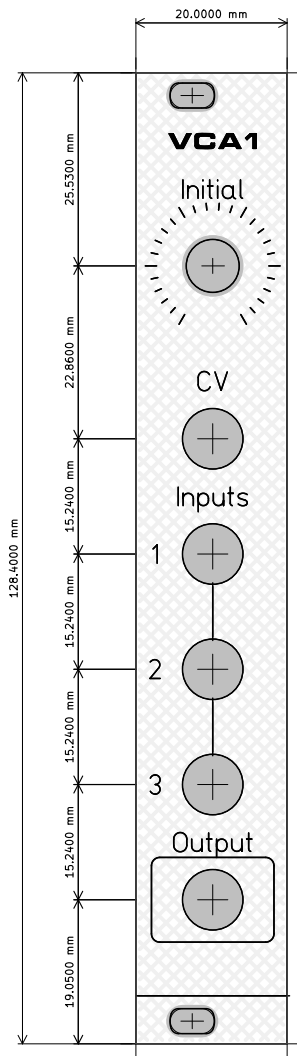 20.0000 mm
VCA1
25.5300 mm
Initial
22.8600 mm
CV
15.2400 mm
Inputs
128.4000 mm
1
15.2400 mm
2
15.2400 mm
3
Output
15.2400 mm
19.0500 mm